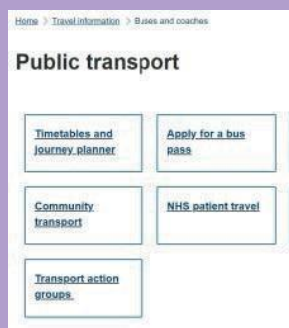 Home > Travel information > Buses and coaches
Public transport
Timetables and
journey planner
Apply for a bus
pass
Community
transport
NHS patient travel
Transport action
groups